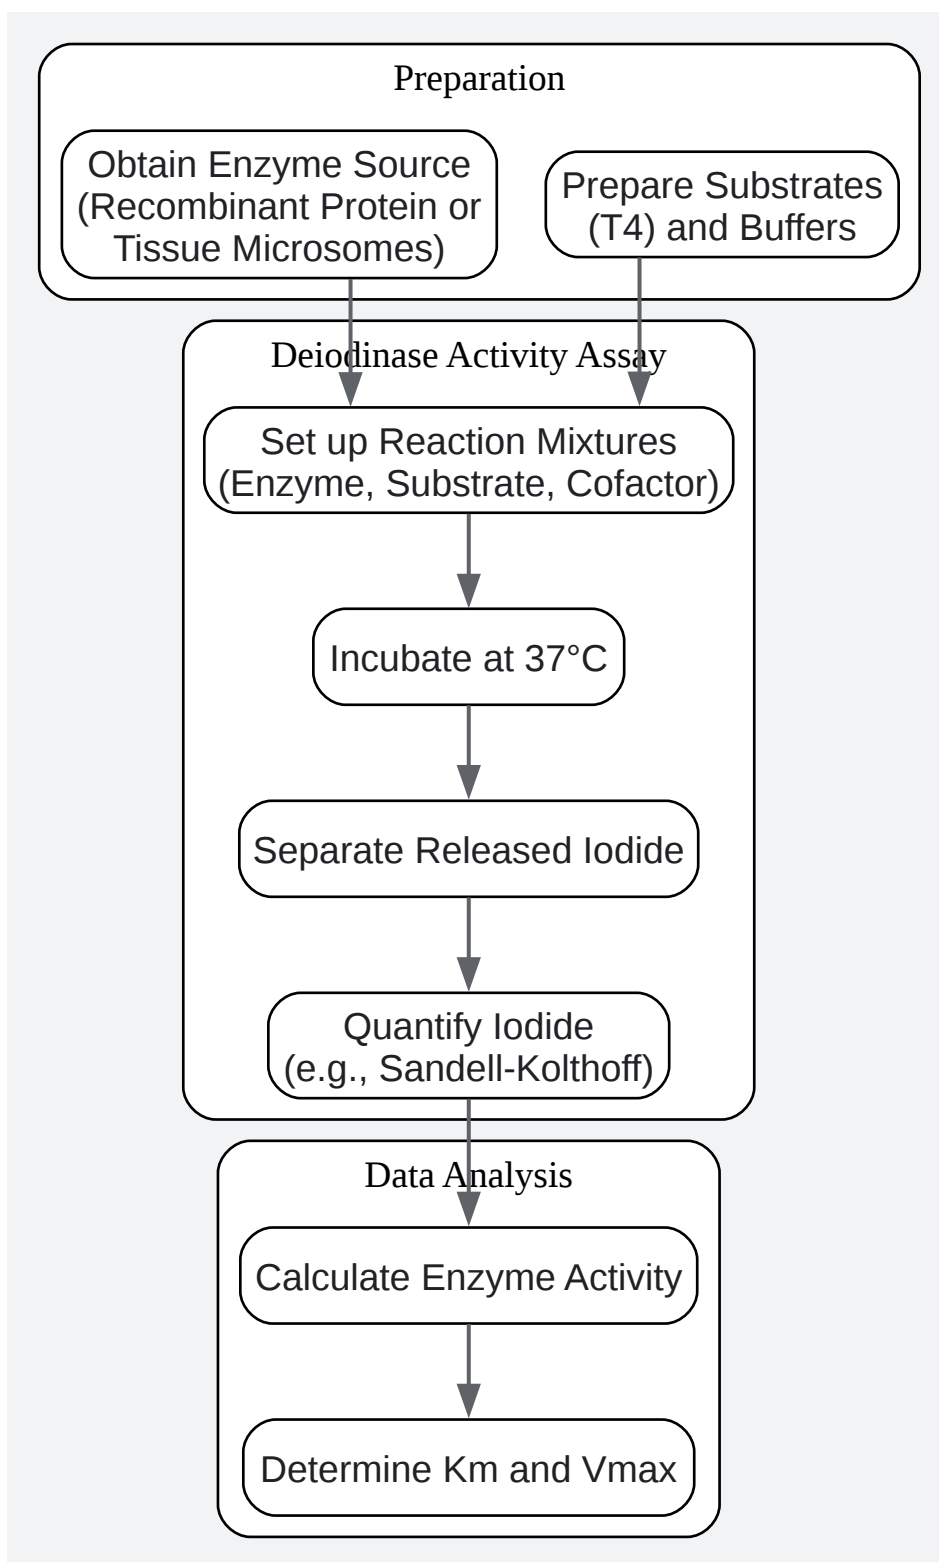 Preparation
Obtain Enzyme Source
(Recombinant Protein or
Tissue Microsomes)
Prepare Substrates
(T4) and Buffers
Deiodinase Activity Assay
Set up Reaction Mixtures
(Enzyme, Substrate, Cofactor)
Incubate at 37°C
Separate Released Iodide
Quantify Iodide
(e.g., Sandell-Kolthoff)
Data Analysis
Calculate Enzyme Activity
Determine Km and Vmax